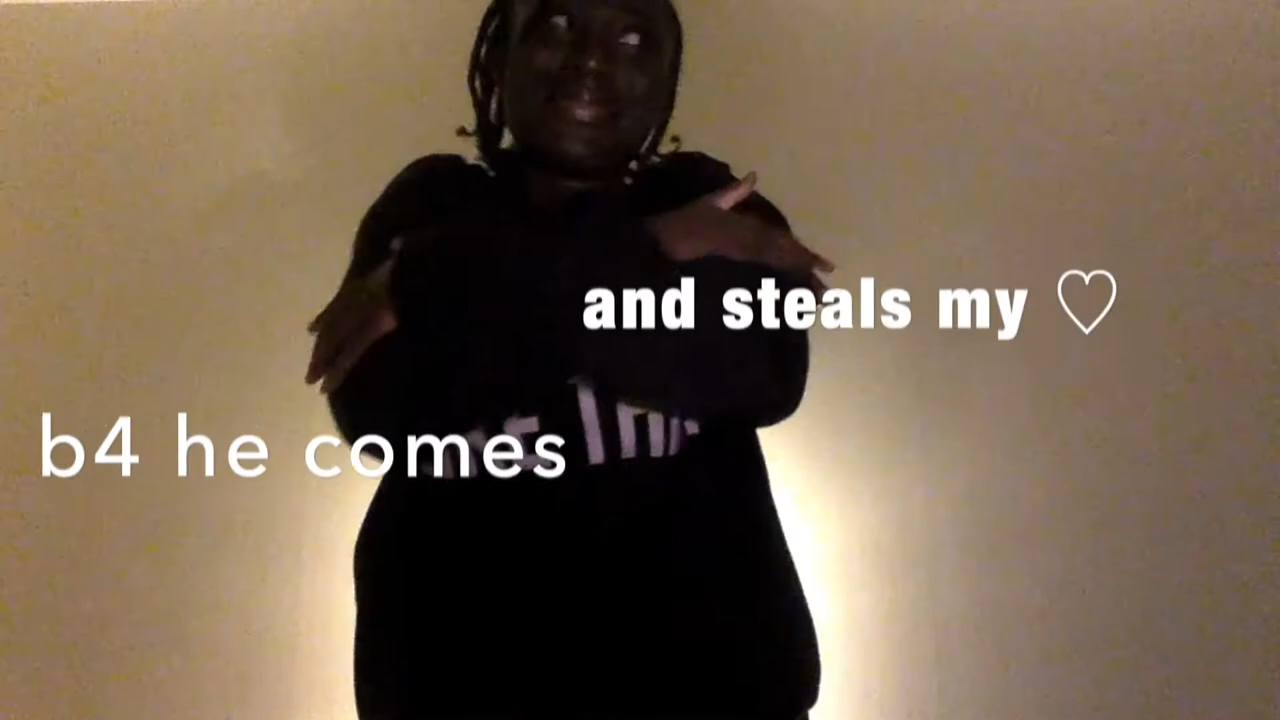 b4 he comes
and steals my ♡